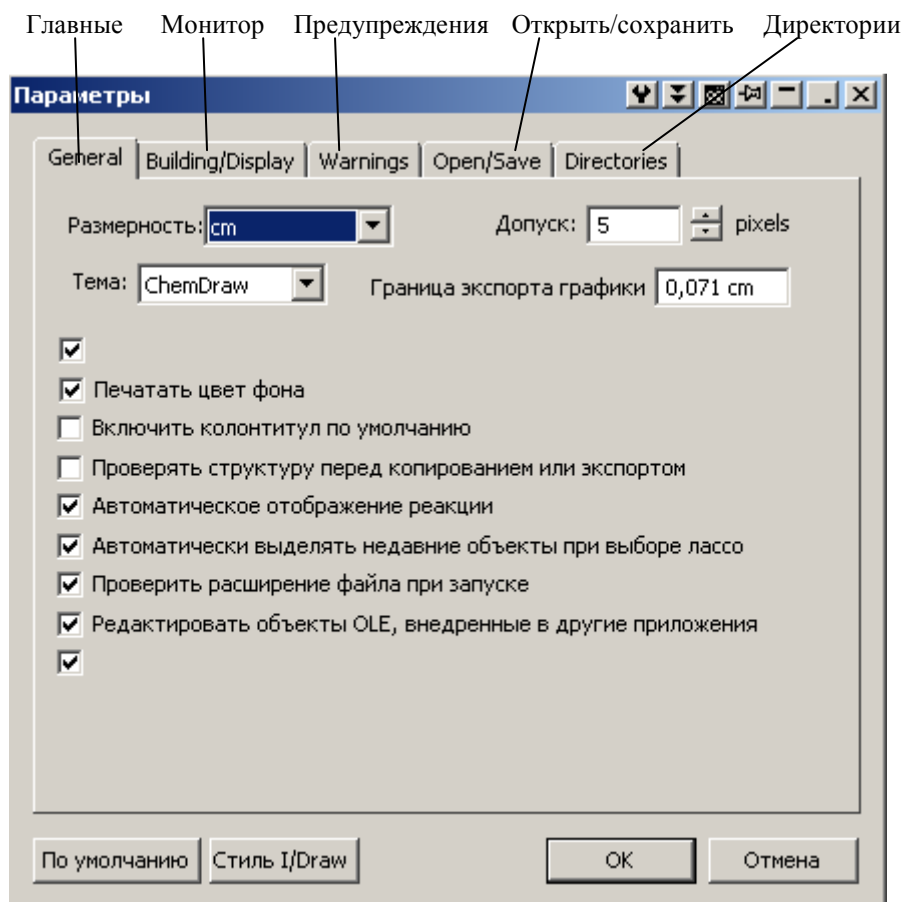 Главные Монитор Предупреждения Открыть/сохранить Директории
Параметры
General Building/Display Warnings Open/Save Directories
Размерность: cm Допуск: 5 pixels
Тема: ChemDraw Граница экспорта графики 0,071 cm
Печатать цвет фона
Включить колонтитул по умолчанию
Проверять структуру перед копированием или экспортом
Автоматическое отображение реакции
Автоматически выделять недавние объекты при выборе лассо
Проверить расширение файла при запуске
Редактировать объекты OLE, внедренные в другие приложения
По умолчанию Стиль I/Draw OK Отмена